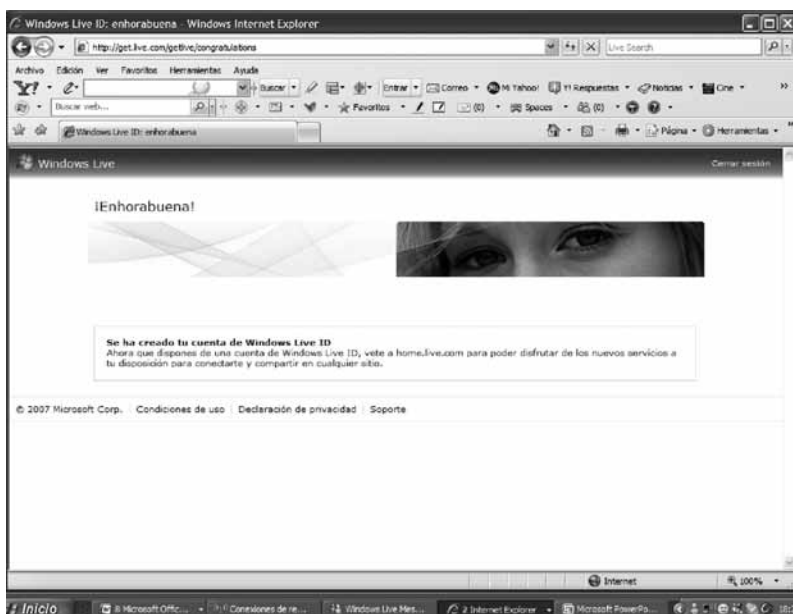 Windows Live ID: enhorabuena - Windows Internet Explorer
http://get.live.com/getlive/congratulations
Live Search
Archivo Edición Ver Favoritos Herramientas Ayuda
Y! Buscar Entrar Correo Mi Yahoo! Y! Respuestas Noticias Cine
Buscar web... Favoritos (0) Spaces (0)
Windows Live ID: enhorabuena Página Herramientas
Windows Live Cerrar sesión
¡Enhorabuena!
Se ha creado tu cuenta de Windows Live ID
Ahora que dispones de una cuenta de Windows Live ID, vete a home.live.com para poder disfrutar de los nuevos servicios a
tu disposición para conectarte y compartir en cualquier sitio.
© 2007 Microsoft Corp. Condiciones de uso Declaración de privacidad Soporte
Internet 100%
Inicio 8 Microsoft Offic... Conexiones de re... Windows Live Mes... 2 Internet Explorer Microsoft PowerPo...